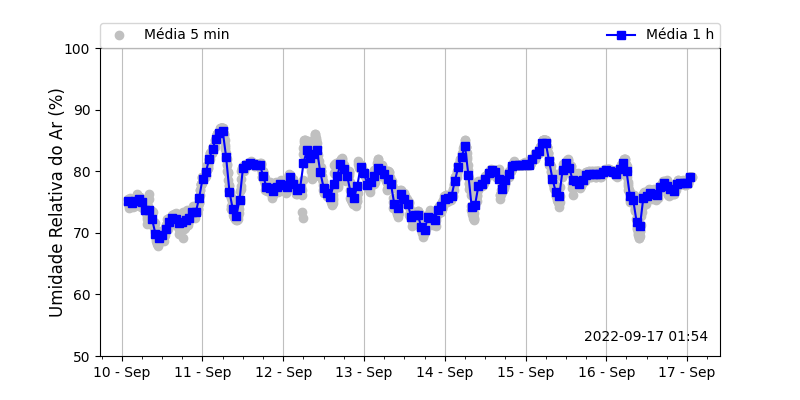 Média 5 min
Média 1 h
100
90
80
70
60
50
Umidade Relativa do Ar (%)
2022-09-17 01:54
10 - Sep
11 - Sep
12 - Sep
13 - Sep
14 - Sep
15 - Sep
16 - Sep
17 - Sep